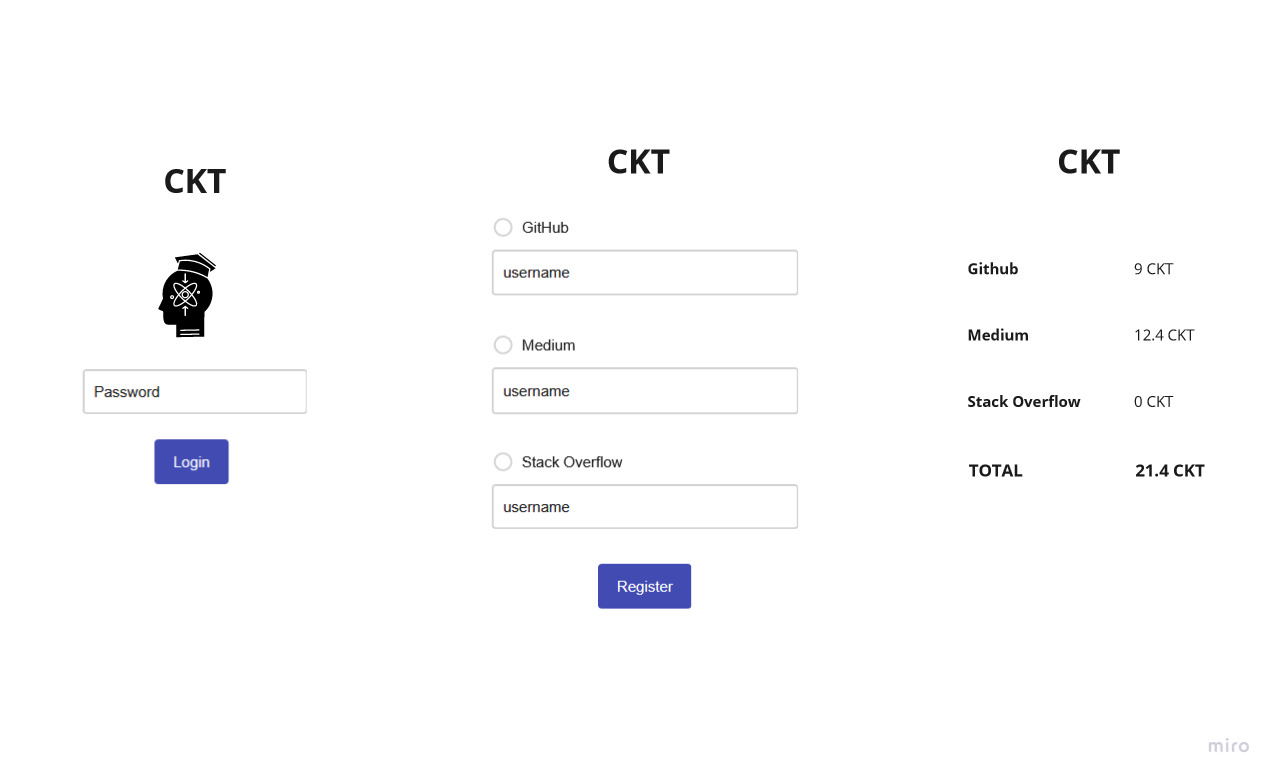 CKT
Password
Login
CKT
GitHub
username
Medium
username
Stack Overflow
username
Register
CKT
Github 9 CKT
Medium 12.4 CKT
Stack Overflow 0 CKT
TOTAL 21.4 CKT
miro